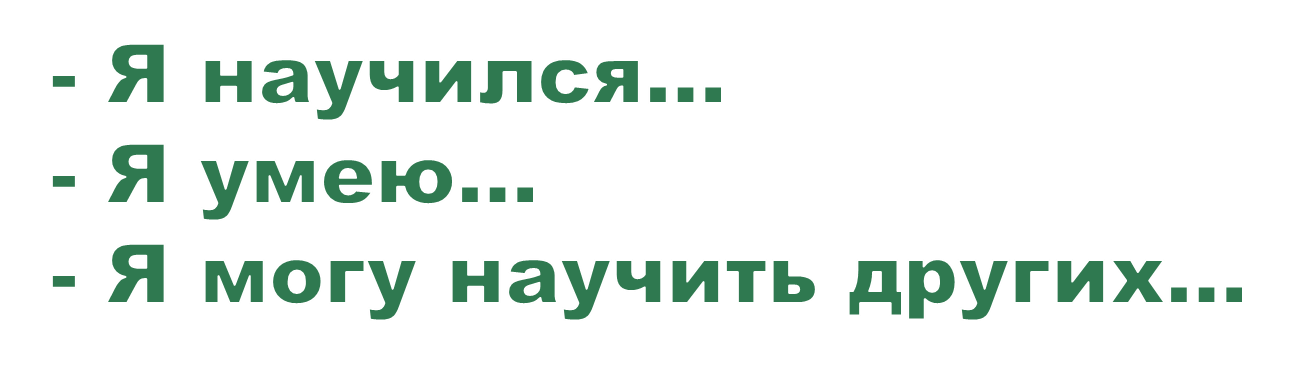 - Я научился...
- Я умею...
- Я могу научить других...